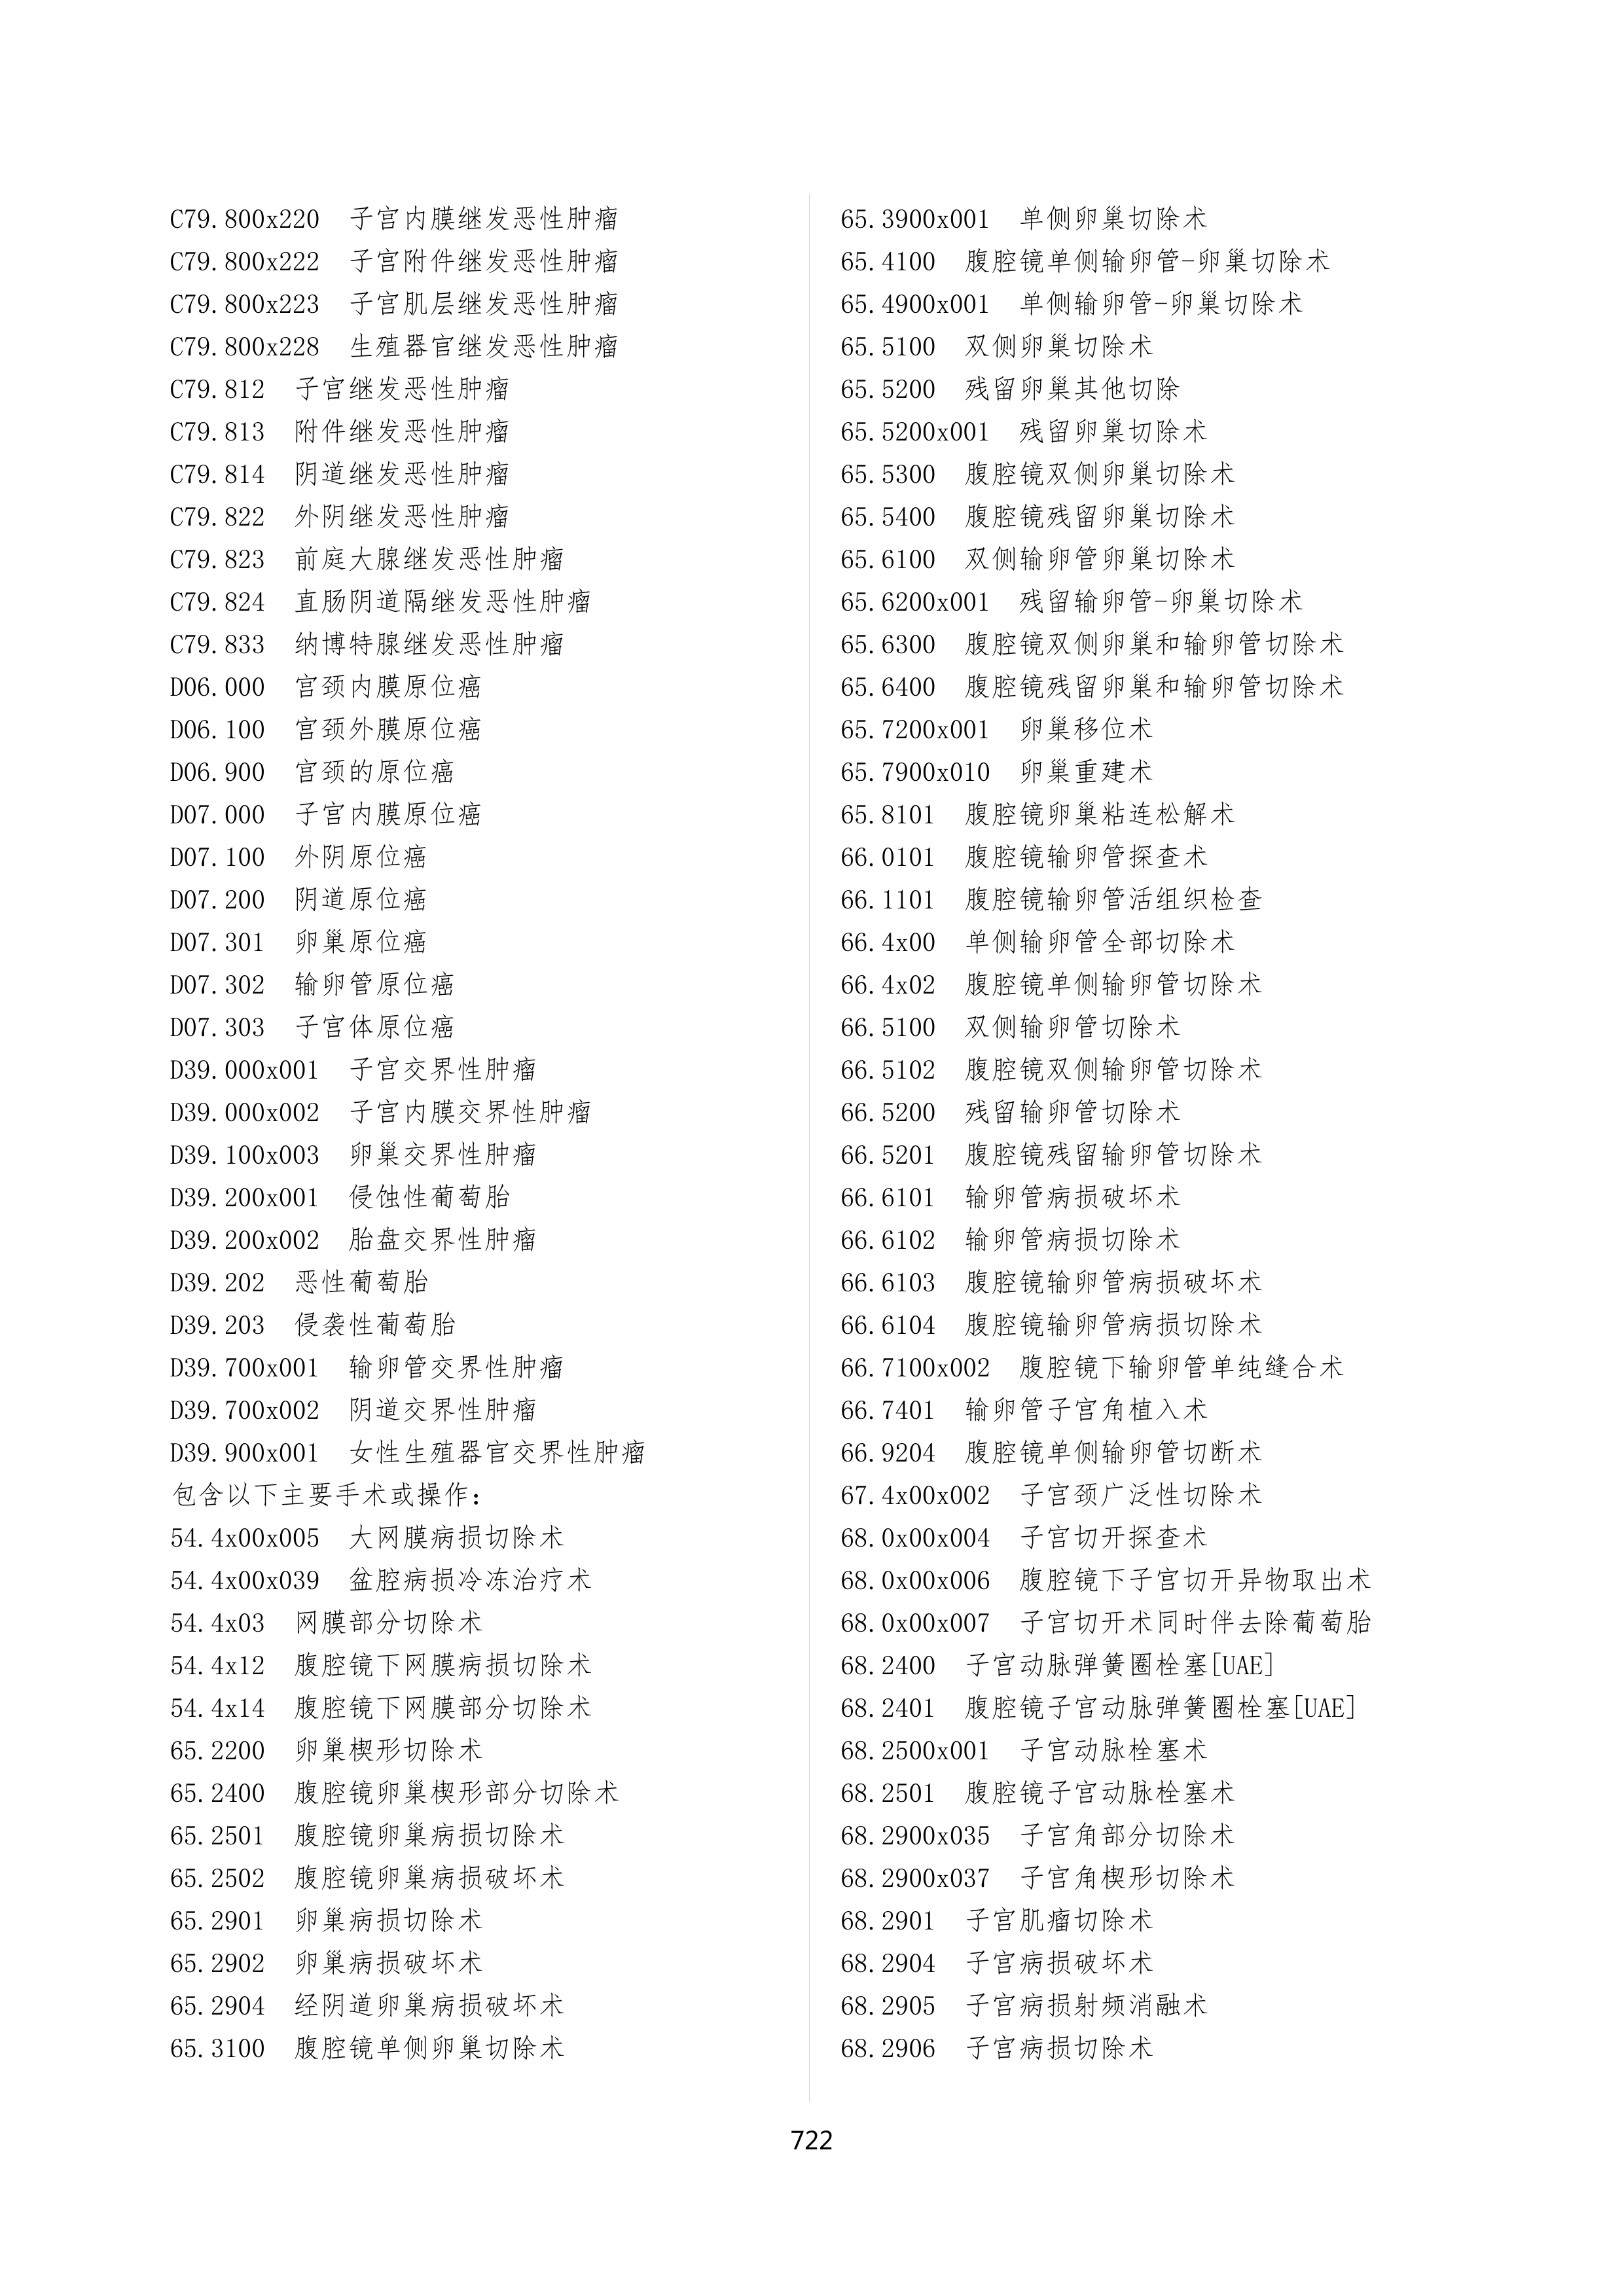 C79.800x220 子宫内膜继发恶性肿瘤
C79.800x222 子宫附件继发恶性肿瘤
C79.800x223 子宫肌层继发恶性肿瘤
C79.800x228 生殖器官继发恶性肿瘤
C79.812 子宫继发恶性肿瘤
C79.813 附件继发恶性肿瘤
C79.814 阴道继发恶性肿瘤
C79.822 外阴继发恶性肿瘤
C79.823 前庭大腺继发恶性肿瘤
C79.824 直肠阴道隔继发恶性肿瘤
C79.833 纳博特腺继发恶性肿瘤
D06.000 宫颈内膜原位癌
D06.100 宫颈外膜原位癌
D06.900 宫颈的原位癌
D07.000 子宫内膜原位癌
D07.100 外阴原位癌
D07.200 阴道原位癌
D07.301 卵巢原位癌
D07.302 输卵管原位癌
D07.303 子宫体原位癌
D39.000x001 子宫交界性肿瘤
D39.000x002 子宫内膜交界性肿瘤
D39.100x003 卵巢交界性肿瘤
D39.200x001 侵蚀性葡萄胎
D39.200x002 胎盘交界性肿瘤
D39.202 恶性葡萄胎
D39.203 侵袭性葡萄胎
D39.700x001 输卵管交界性肿瘤
D39.700x002 阴道交界性肿瘤
D39.900x001 女性生殖器官交界性肿瘤
包含以下主要手术或操作：
54.4x00x005 大网膜病损切除术
54.4x00x039 盆腔病损冷冻治疗术
54.4x03 网膜部分切除术
54.4x12 腹腔镜下网膜病损切除术
54.4x14 腹腔镜下网膜部分切除术
65.2200 卵巢楔形切除术
65.2400 腹腔镜卵巢楔形部分切除术
65.2501 腹腔镜卵巢病损切除术
65.2502 腹腔镜卵巢病损破坏术
65.2901 卵巢病损切除术
65.2902 卵巢病损破坏术
65.2904 经阴道卵巢病损破坏术
65.3100 腹腔镜单侧卵巢切除术
65.3900x001 单侧卵巢切除术
65.4100 腹腔镜单侧输卵管-卵巢切除术
65.4900x001 单侧输卵管-卵巢切除术
65.5100 双侧卵巢切除术
65.5200 残留卵巢其他切除
65.5200x001 残留卵巢切除术
65.5300 腹腔镜双侧卵巢切除术
65.5400 腹腔镜残留卵巢切除术
65.6100 双侧输卵管卵巢切除术
65.6200x001 残留输卵管-卵巢切除术
65.6300 腹腔镜双侧卵巢和输卵管切除术
65.6400 腹腔镜残留卵巢和输卵管切除术
65.7200x001 卵巢移位术
65.7900x010 卵巢重建术
65.8101 腹腔镜卵巢粘连松解术
66.0101 腹腔镜输卵管探查术
66.1101 腹腔镜输卵管活组织检查
66.4x00 单侧输卵管全部切除术
66.4x02 腹腔镜单侧输卵管切除术
66.5100 双侧输卵管切除术
66.5102 腹腔镜双侧输卵管切除术
66.5200 残留输卵管切除术
66.5201 腹腔镜残留输卵管切除术
66.6101 输卵管病损破坏术
66.6102 输卵管病损切除术
66.6103 腹腔镜输卵管病损破坏术
66.6104 腹腔镜输卵管病损切除术
66.7100x002 腹腔镜下输卵管单纯缝合术
66.7401 输卵管子宫角植入术
66.9204 腹腔镜单侧输卵管切断术
67.4x00x002 子宫颈广泛性切除术
68.0x00x004 子宫切开探查术
68.0x00x006 腹腔镜下子宫切开异物取出术
68.0x00x007 子宫切开术同时伴去除葡萄胎
68.2400 子宫动脉弹簧圈栓塞[UAE]
68.2401 腹腔镜子宫动脉弹簧圈栓塞[UAE]
68.2500x001 子宫动脉栓塞术
68.2501 腹腔镜子宫动脉栓塞术
68.2900x035 子宫角部分切除术
68.2900x037 子宫角楔形切除术
68.2901 子宫肌瘤切除术
68.2904 子宫病损破坏术
68.2905 子宫病损射频消融术
68.2906 子宫病损切除术
722